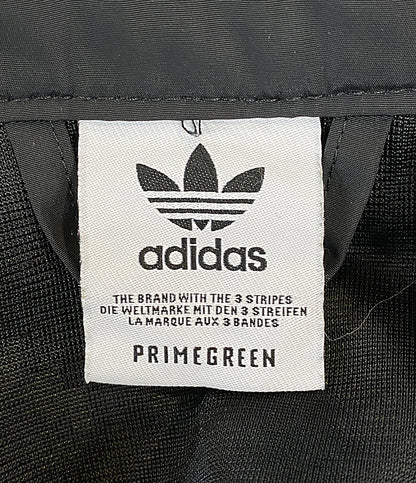 adidas
THE BRAND WITH THE 3 STRIPES
DIE WELTMARKE MIT DEN 3 STREIFEN
LA MARQUE AUX 3 BANDES
PRIMEGREEN